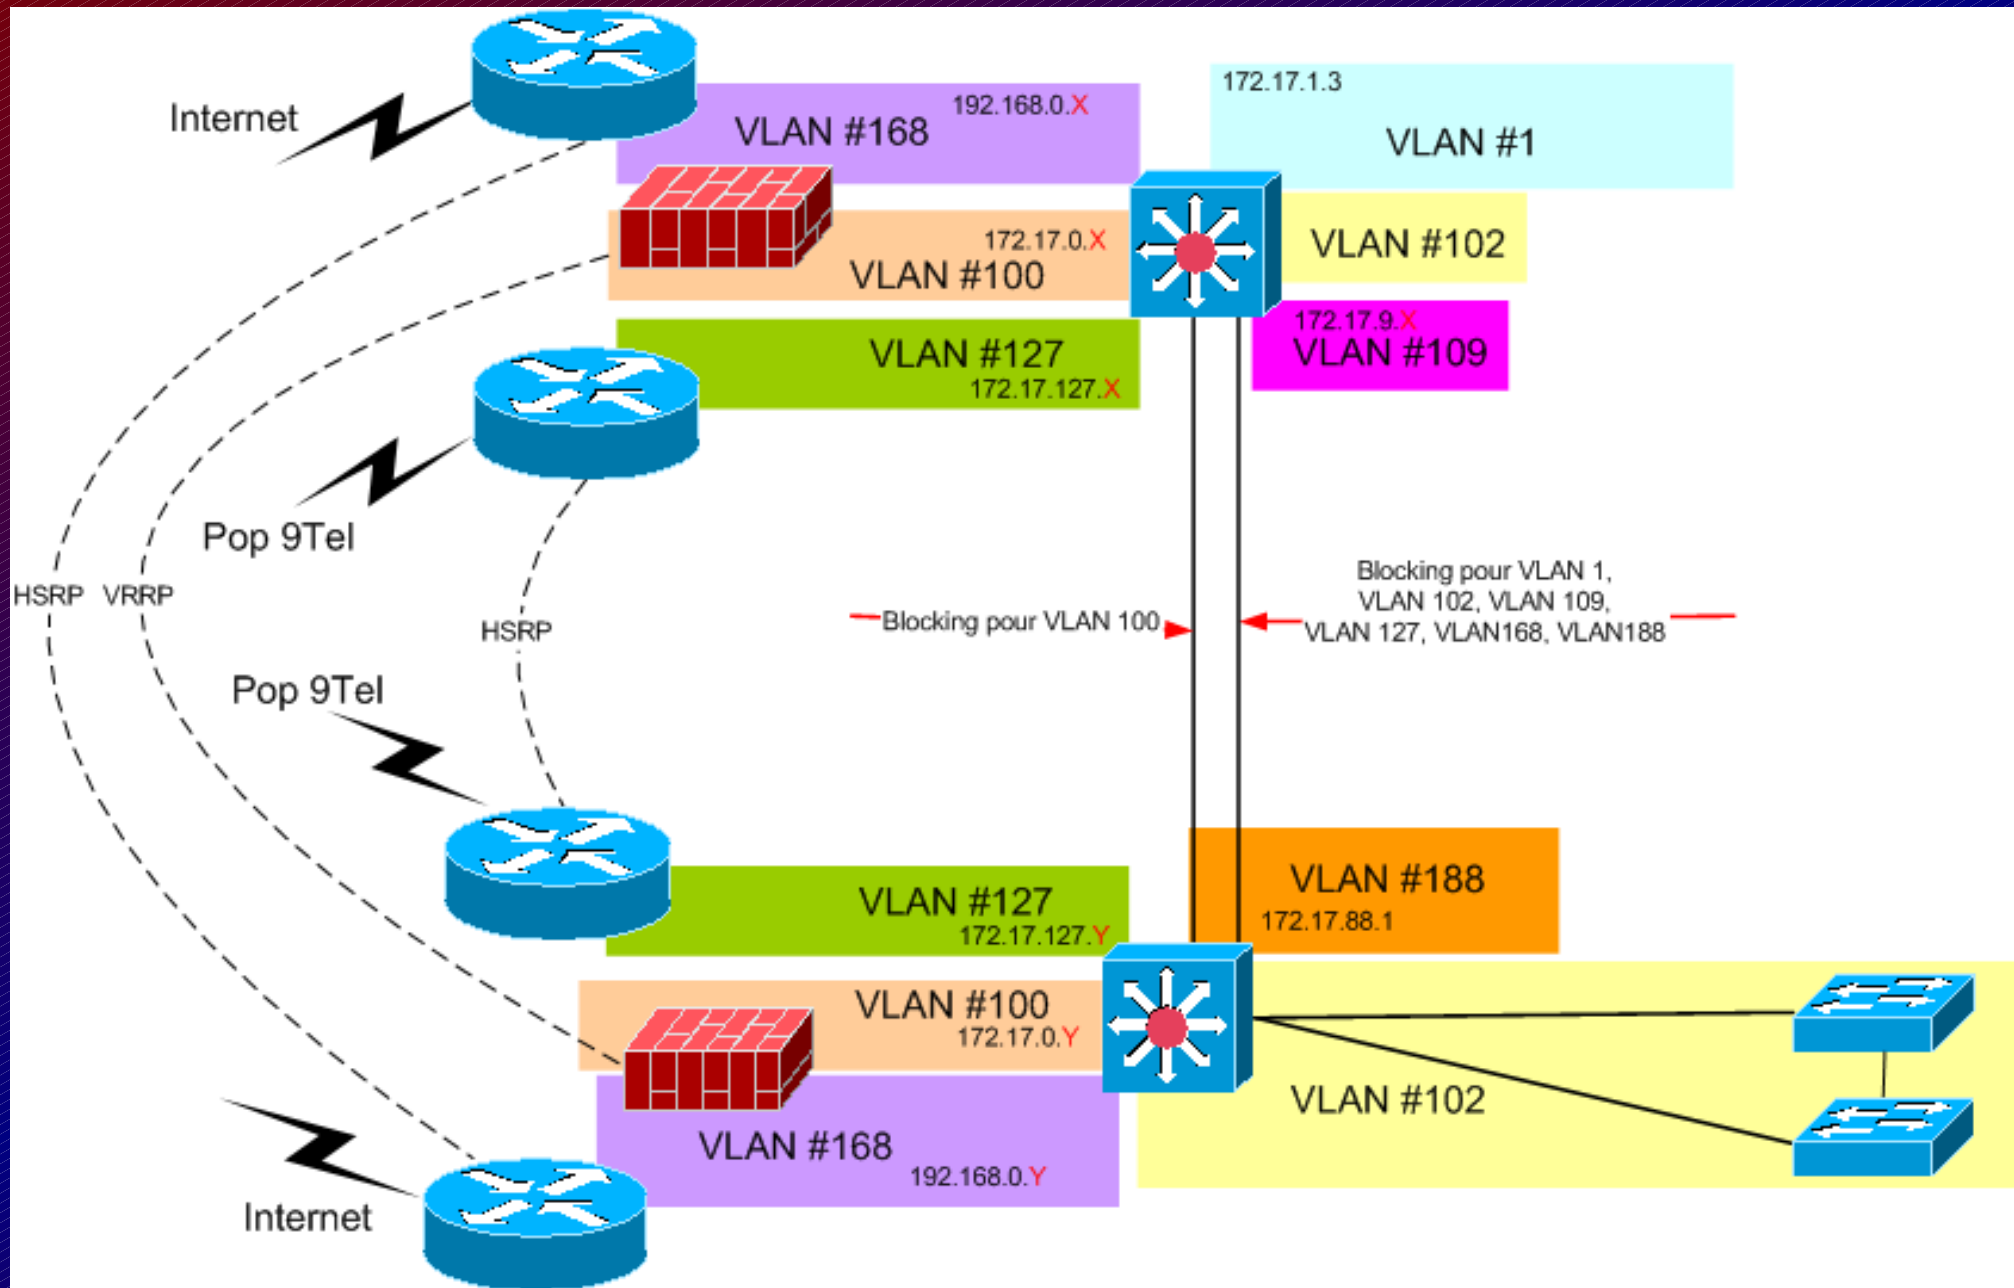 Internet
192.168.0.X
VLAN #168
172.17.1.3
VLAN #1
172.17.0.X
VLAN #100
VLAN #102
VLAN #127
172.17.127.X
172.17.9.X
VLAN #109
Pop 9Tel
HSRP
VRRP
HSRP
Blocking pour VLAN 100
Blocking pour VLAN 1,
VLAN 102, VLAN 109,
VLAN 127, VLAN168, VLAN188
Pop 9Tel
VLAN #188
172.17.88.1
VLAN #127
172.17.127.Y
VLAN #100
172.17.0.Y
VLAN #102
VLAN #168
192.168.0.Y
Internet